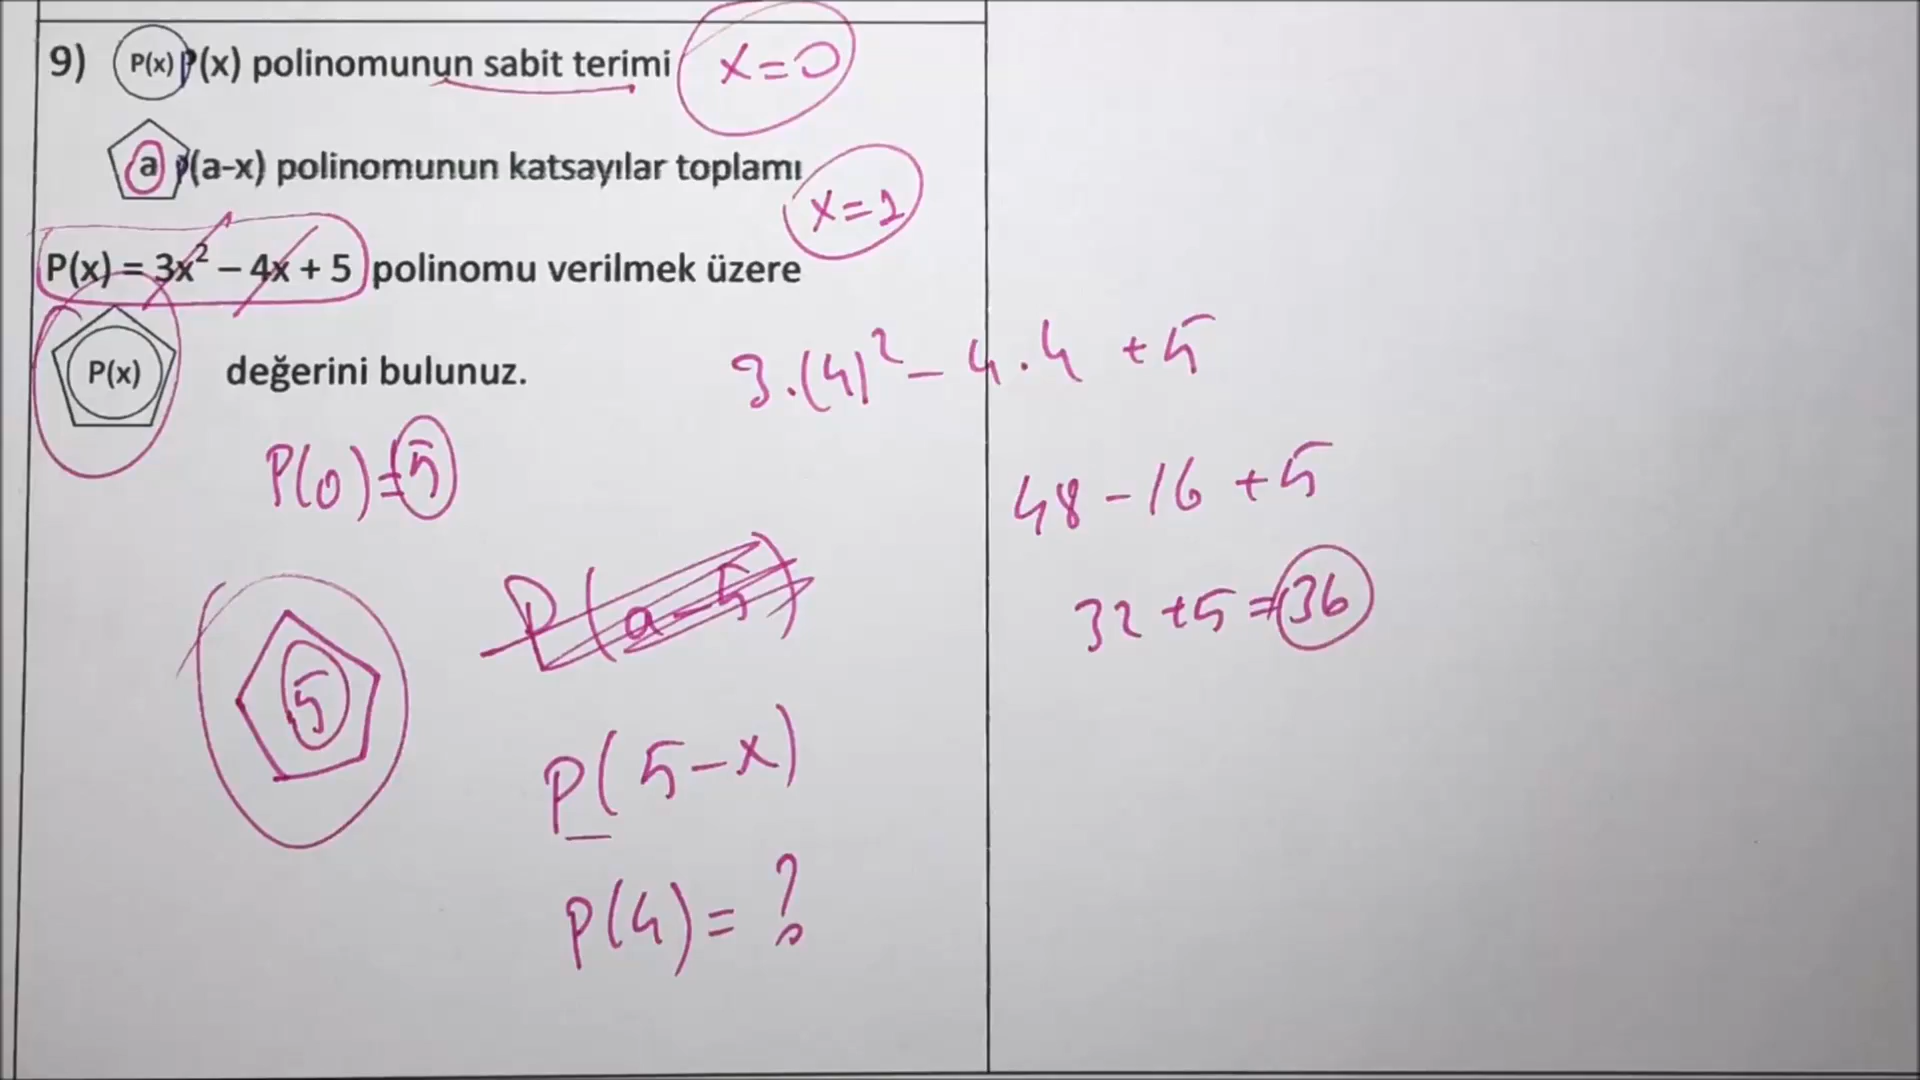 9) P(x) P(x) polinomunun sabit terimi x=0
a P(a-x) polinomunun katsayılar toplamı
x=1
P(x) = 3x² – 4x + 5 polinomu verilmek üzere
P(x) değerini bulunuz.
3.(4)² - 4.4 +5
P(0)=5
48-16 +5
P(a-5)
32+5=36
5
P(5-x)
P(4)= ?